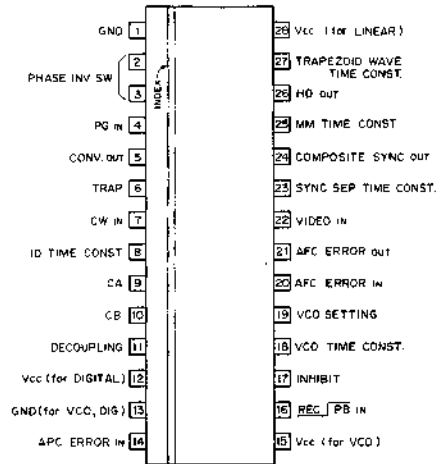 GND 1
PHASE INV SW 2
3
PG IN 4
CONV. OUT 5
TRAP 6
CW IN 7
ID TIME CONST 8
CA 9
CB 10
DECOUPLING 11
Vcc (for DIGITAL) 12
GND (for VCO, DIG) 13
APC ERROR IN 14
INDEX
28 Vcc (for LINEAR)
27 TRAPEZOID WAVE
TIME CONST.
26 HD OUT
25 MM TIME CONST
24 COMPOSITE SYNC OUT
23 SYNC SEP TIME CONST.
22 VIDEO IN
21 AFC ERROR OUT
20 AFC ERROR IN
19 VCO SETTING
18 VCO TIME CONST.
17 INHIBIT
16 REC PB IN
15 Vcc (for VCO)